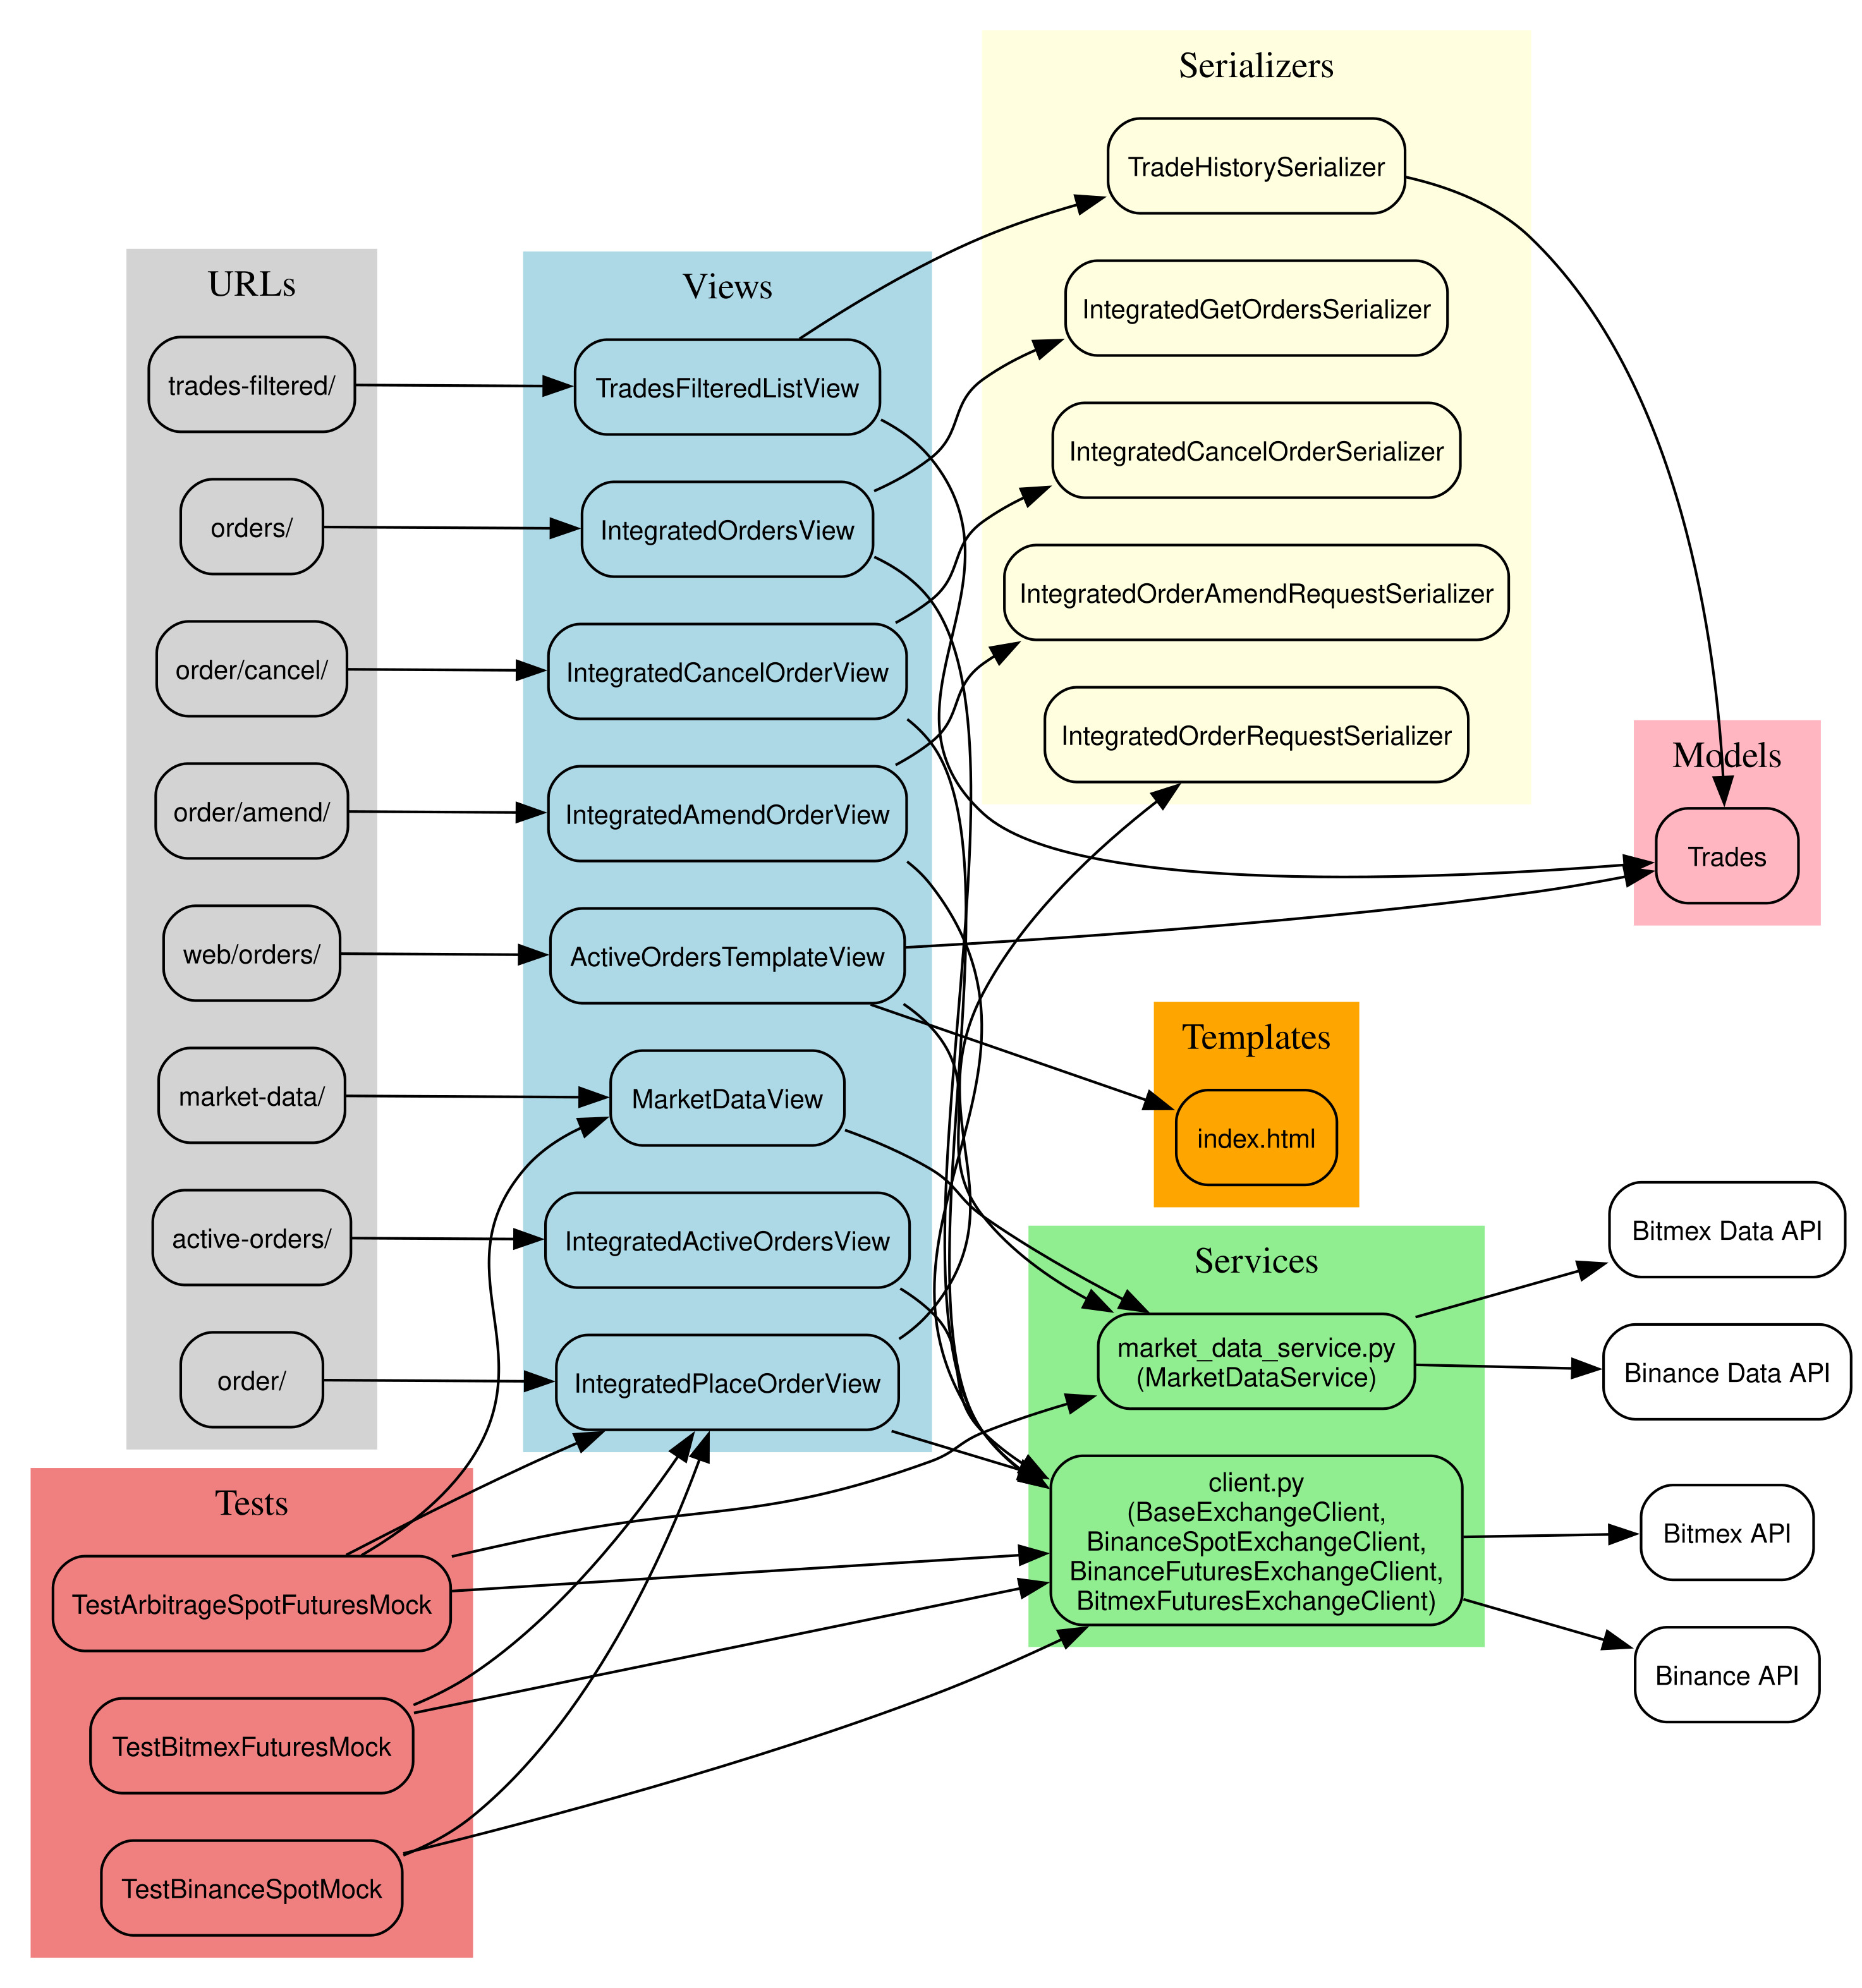 URLs
trades-filtered/
orders/
order/cancel/
order/amend/
web/orders/
market-data/
active-orders/
order/
Views
TradesFilteredListView
IntegratedOrdersView
IntegratedCancelOrderView
IntegratedAmendOrderView
ActiveOrdersTemplateView
MarketDataView
IntegratedActiveOrdersView
IntegratedPlaceOrderView
Serializers
TradeHistorySerializer
IntegratedGetOrdersSerializer
IntegratedCancelOrderSerializer
IntegratedOrderAmendRequestSerializer
IntegratedOrderRequestSerializer
Models
Trades
Templates
index.html
Services
market_data_service.py
(MarketDataService)
client.py
(BaseExchangeClient,
BinanceSpotExchangeClient,
BinanceFuturesExchangeClient,
BitmexFuturesExchangeClient)
Bitmex Data API
Binance Data API
Bitmex API
Binance API
Tests
TestArbitrageSpotFuturesMock
TestBitmexFuturesMock
TestBinanceSpotMock